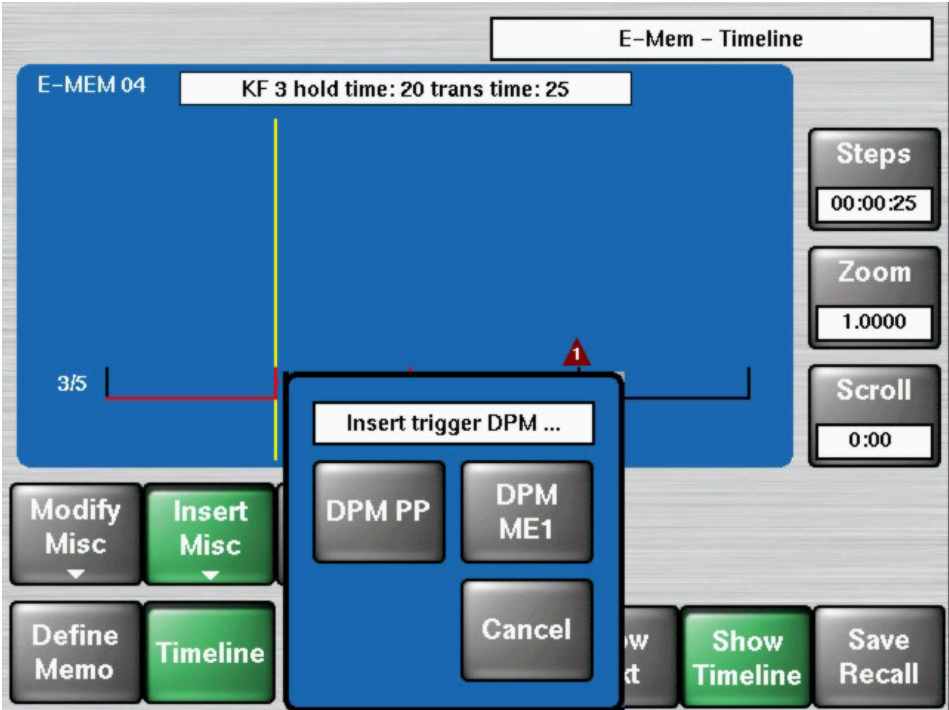 E-Mem - Timeline
E-MEM 04
KF 3 hold time: 20 trans time: 25
Steps
00:00:25
Zoom
1.0000
1
3/5
Scroll
0:00
Insert trigger DPM ...
DPM PP
DPM
ME1
Modify
Misc
Insert
Misc
Cancel
Define
Memo
Timeline
Show
Timeline
Save
Recall